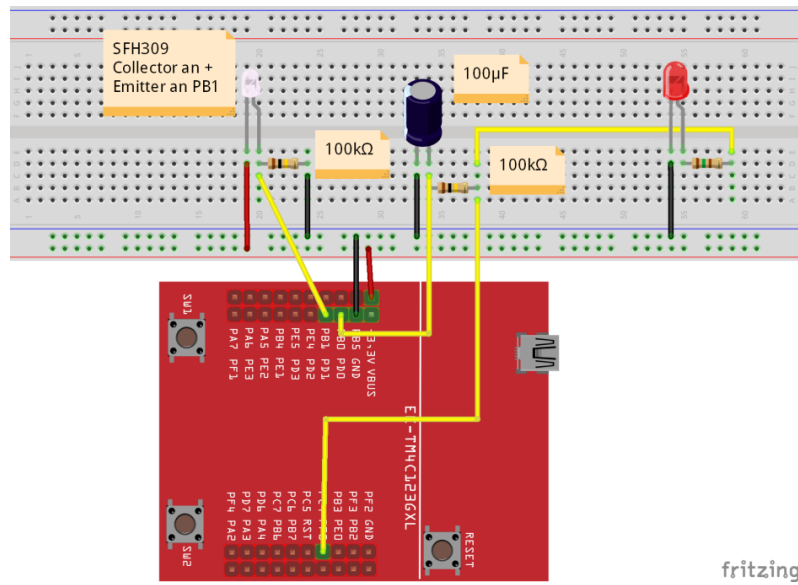 SFH309
Collector an +
Emitter an PB1
100kΩ
100µF
100kΩ
SW1
PA7 PF1
PA6 PE3
PA5 PE2
PB4 PE1
PE5 PD3
PE4 PD2
PB1 PD1
PB0 PD0
PB5 GND
3.3V VBUS
EK-TM4C123GXL
PF4 PA2
PD7 PA3
PD6 PA4
PC7 PB6
PC6 PB7
PC5 RST
PB3 PE0
PF3 PB2
PF2 GND
SW2
RESET
fritzing